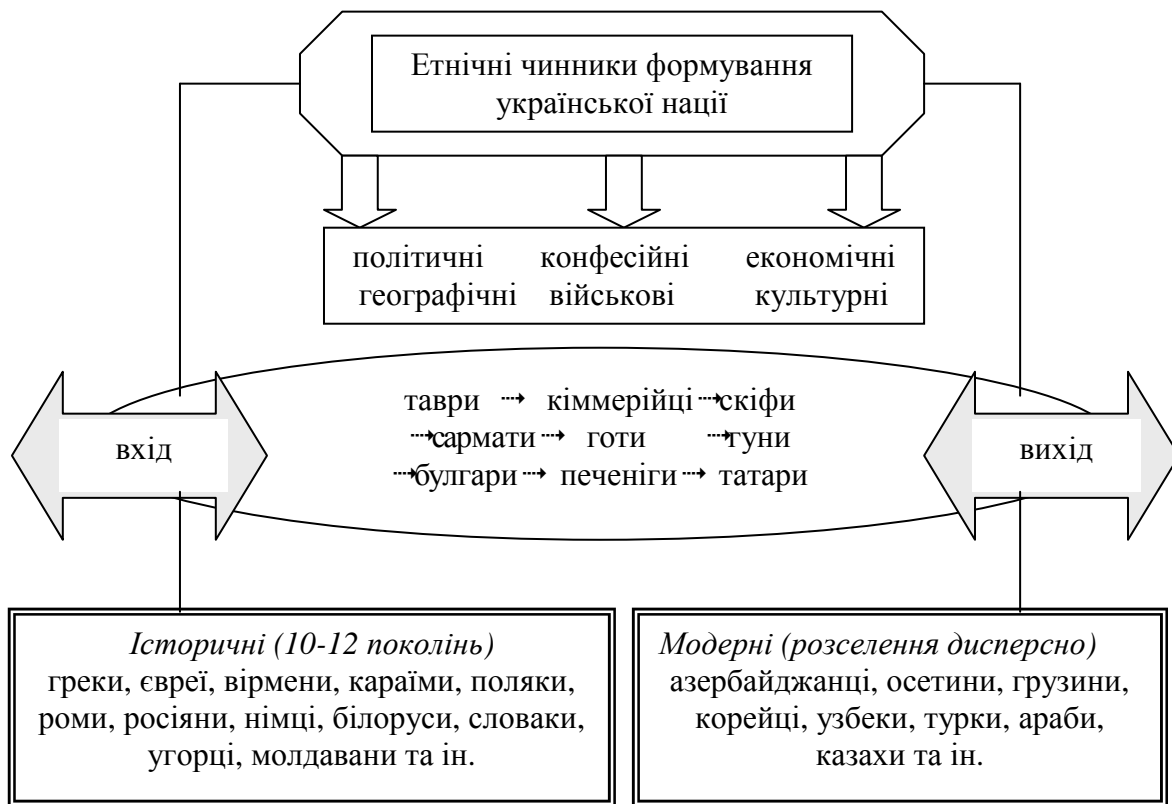 Етнічні чинники формування
української нації
політичні конфесійні економічні
географічні військові культурні
таври ⇢ кіммерійці ⇢скіфи
⇢сармати ⇢ готи ⇢гуни
⇢булгари ⇢ печеніги ⇢ татари
вхід
вихід
Історичні (10-12 поколінь)
греки, євреї, вірмени, караїми, поляки,
роми, росіяни, німці, білоруси, словаки,
угорці, молдавани та ін.
Модерні (розселення дисперсно)
азербайджанці, осетини, грузини,
корейці, узбеки, турки, араби,
казахи та ін.